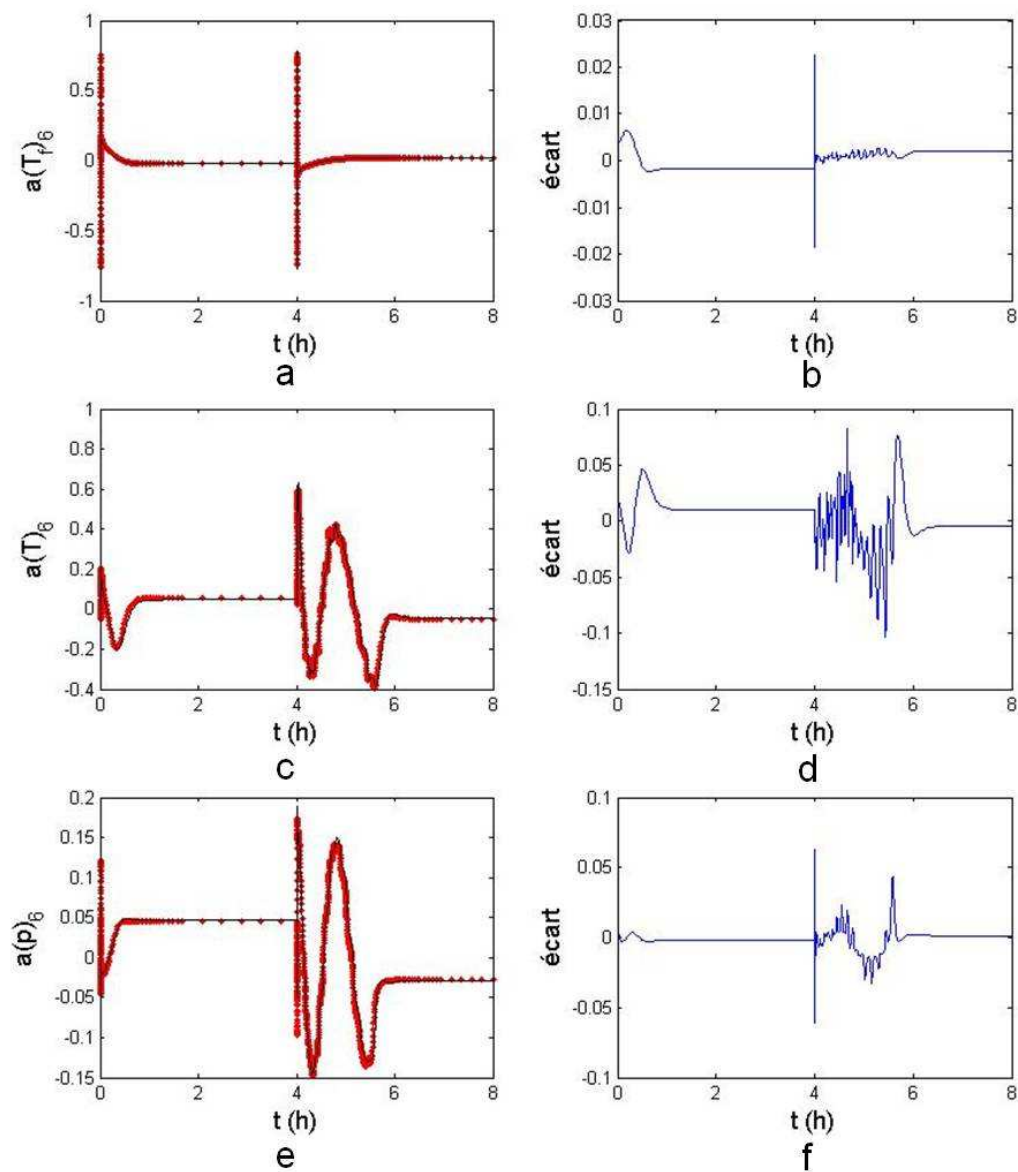 1
0.5
0
-0.5
-1
a(T_f)_6
0 2 4 6 8
t (h)
a
0.03
0.02
0.01
0
-0.01
-0.02
-0.03
écart
0 2 4 6 8
t (h)
b
1
0.8
0.6
0.4
0.2
0
-0.2
-0.4
a(T)_6
0 2 4 6 8
t (h)
c
0.1
0.05
0
-0.05
-0.1
-0.15
écart
0 2 4 6 8
t (h)
d
0.2
0.15
0.1
0.05
0
-0.05
-0.1
-0.15
a(p)_6
0 2 4 6 8
t (h)
e
0.1
0.05
0
-0.05
-0.1
écart
0 2 4 6 8
t (h)
f